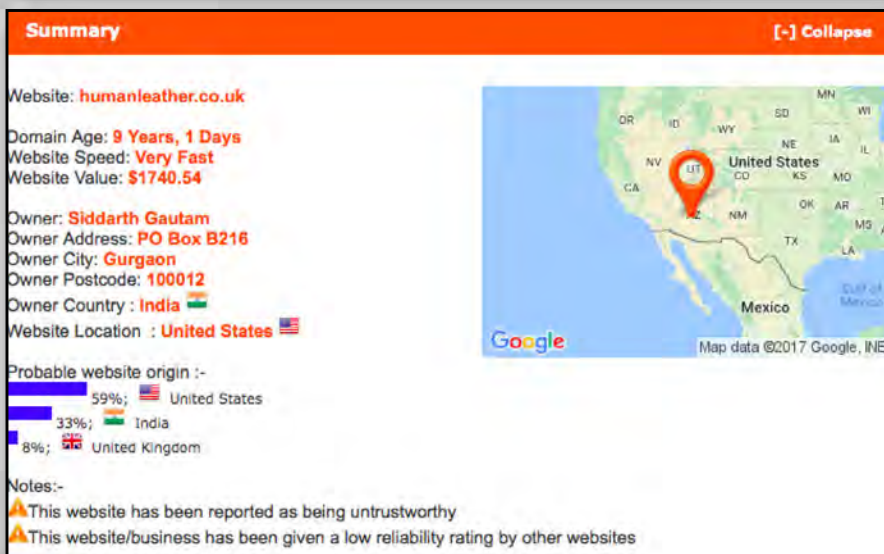 Summary
[-] Collapse
Website: humanleather.co.uk
Domain Age: 9 Years, 1 Days
Website Speed: Very Fast
Website Value: $1740.54
Owner: Siddarth Gautam
Owner Address: PO Box B216
Owner City: Gurgaon
Owner Postcode: 100012
Owner Country : India
Website Location : United States
Probable website origin :-
59%; United States
33%; India
8%; United Kingdom
Notes:-
This website has been reported as being untrustworthy
This website/business has been given a low reliability rating by other websites
MN
OR ID SD WI
WY
NE IA
NV UT United States IL
CO KS MO
CA
OK AR
AZ NM
MS
TX
LA
Gulf of
Mexico
Mexico
Google
Map data ©2017 Google, INE